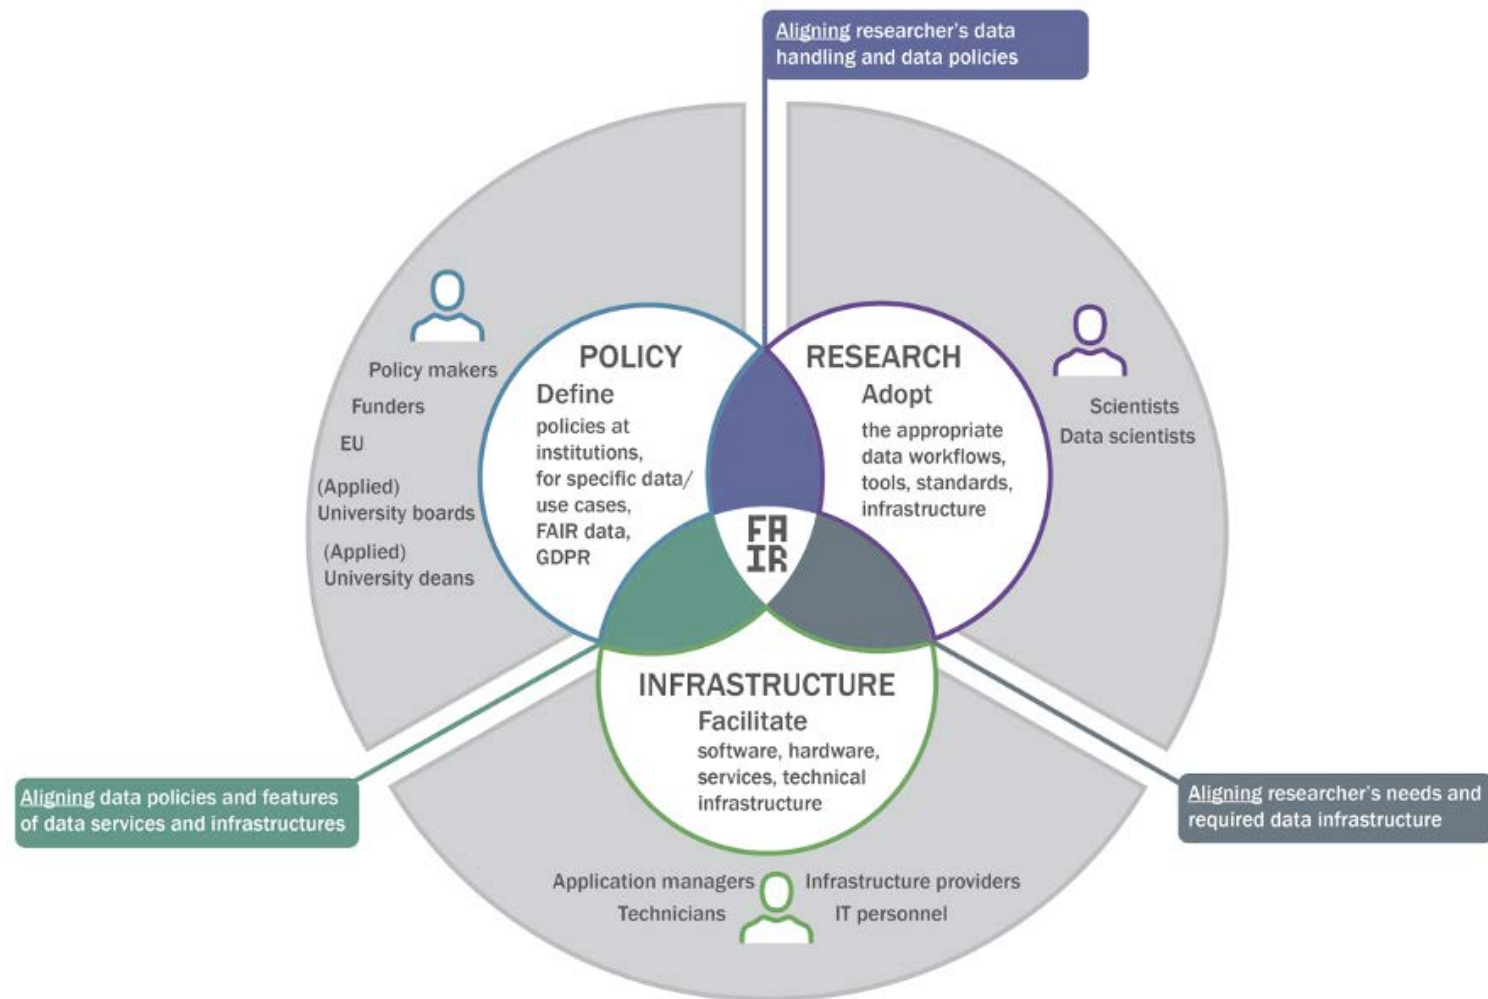 Aligning researcher's data
handling and data policies
Policy makers
Funders
EU
(Applied)
University boards
(Applied)
University deans
POLICY
Define
policies at
institutions,
for specific data/
use cases,
FAIR data,
GDPR
RESEARCH
Adopt
the appropriate
data workflows,
tools, standards,
infrastructure
Scientists
Data scientists
FA
IR
INFRASTRUCTURE
Facilitate
software, hardware,
services, technical
infrastructure
Aligning data policies and features
of data services and infrastructures
Aligning researcher's needs and
required data infrastructure
Application managers
Technicians
Infrastructure providers
IT personnel